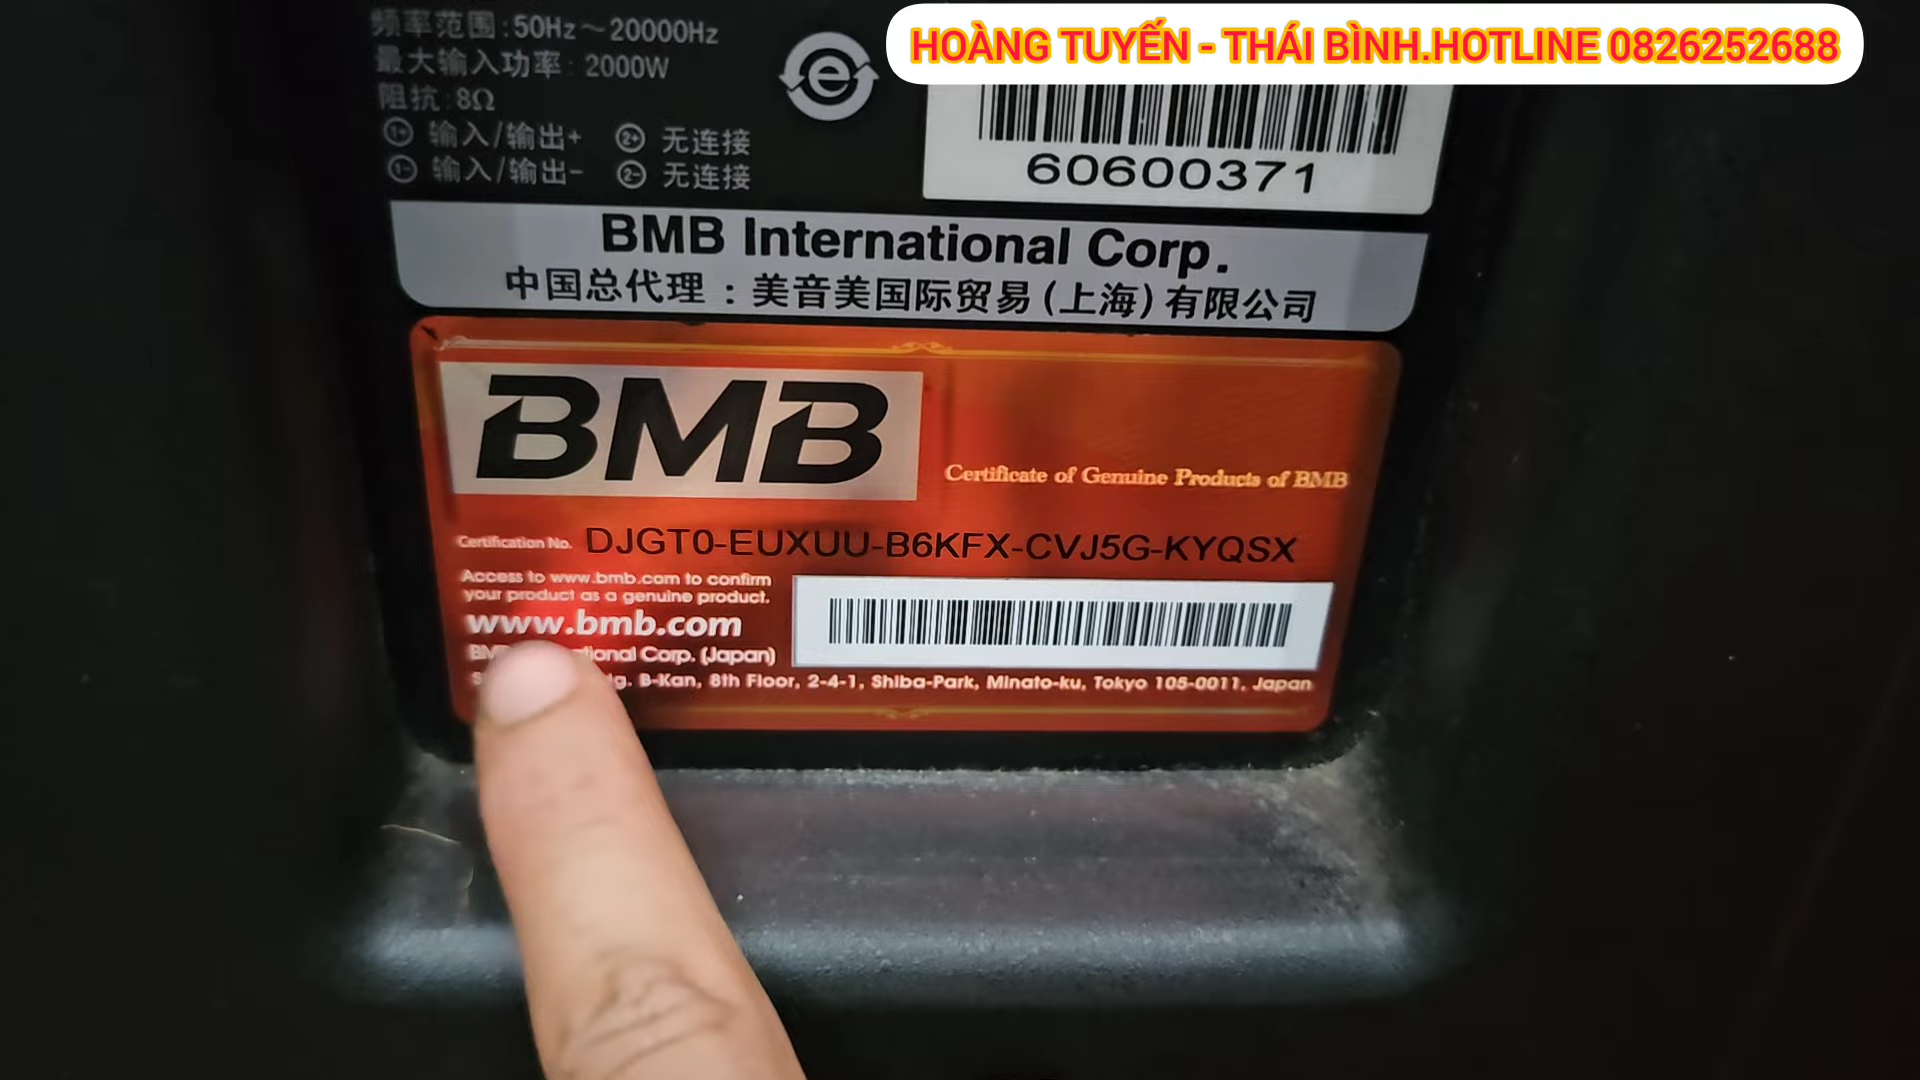 HOÀNG TUYẾN - THÁI BÌNH.HOTLINE 0826252688
频率范围:50Hz～20000Hz
最大输入功率: 2000W
阻抗:8Ω
1+ 输入/输出+ 2+ 无连接
1- 输入/输出- 2- 无连接
e
60600371
BMB International Corp.
中国总代理：美音美国际贸易(上海)有限公司
BMB
Certificate of Genuine Products of BMB
Certification No. DJGT0-EUXUU-B6KFX-CVJ5G-KYQSX
Access to www.bmb.com to confirm
your product as a genuine product.
www.bmb.com
Corp. (Japan)
B-Kan, 8th Floor, 2-4-1, Shiba-Park, Minato-ku, Tokyo 105-0011, Japan